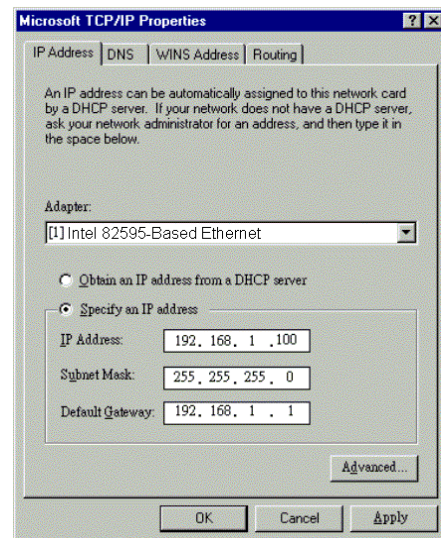 Microsoft TCP/IP Properties
IP Address DNS WINS Address Routing
An IP address can be automatically assigned to this network card
by a DHCP server. If your network does not have a DHCP server,
ask your network administrator for an address, and then type it in
the space below.
Adapter:
[1] Intel 82595-Based Ethernet
Obtain an IP address from a DHCP server
Specify an IP address
IP Address: 192. 168. 1 .100
Subnet Mask: 255. 255. 255. 0
Default Gateway: 192. 168. 1 . 1
Advanced...
OK Cancel Apply